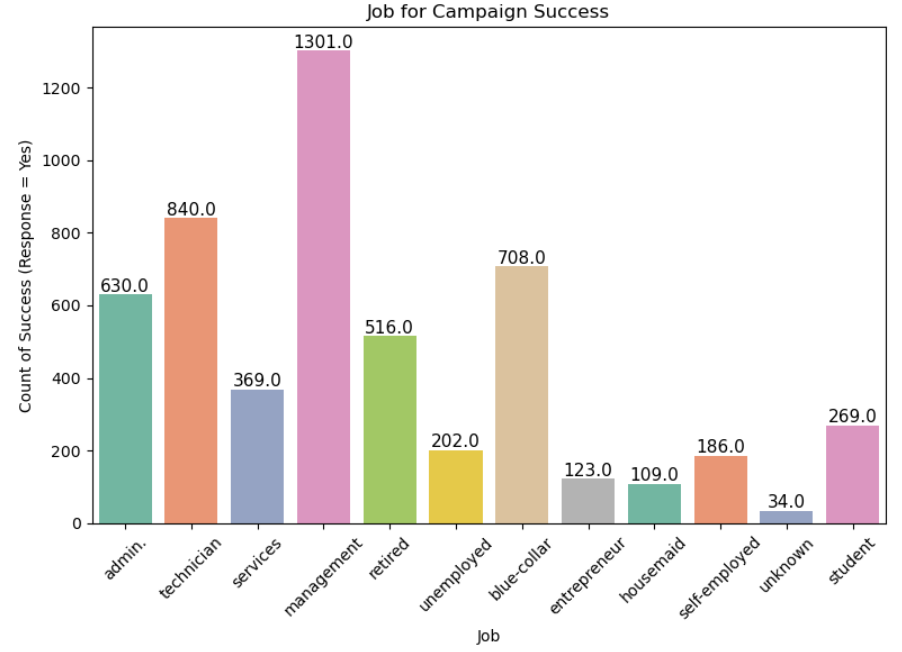 Job for Campaign Success
Count of Success (Response = Yes)
1200
1000
800
600
400
200
0
630.0
840.0
369.0
1301.0
516.0
202.0
708.0
123.0
109.0
186.0
34.0
269.0
admin.
technician
services
management
retired
unemployed
blue-collar
entrepreneur
housemaid
self-employed
unknown
student
Job